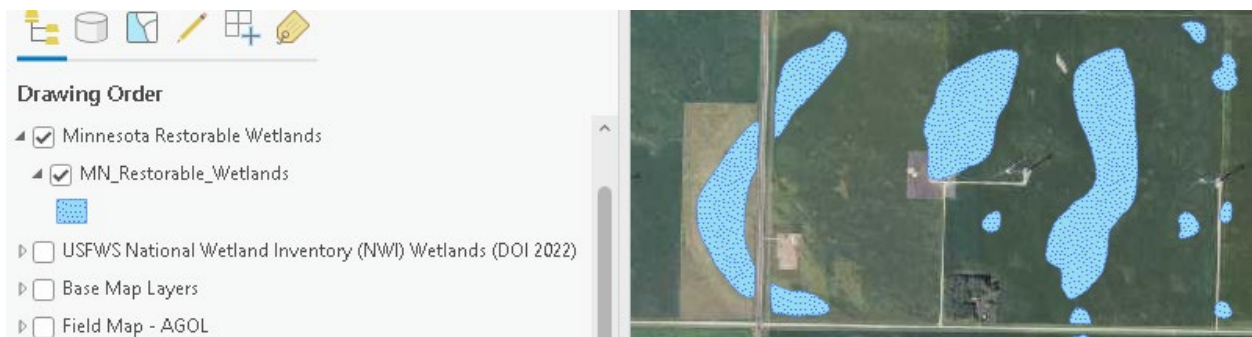 Drawing Order
Minnesota Restorable Wetlands
MN_Restorable_Wetlands
USFWS National Wetland Inventory (NWI) Wetlands (DOI 2022)
Base Map Layers
Field Map - AGOL